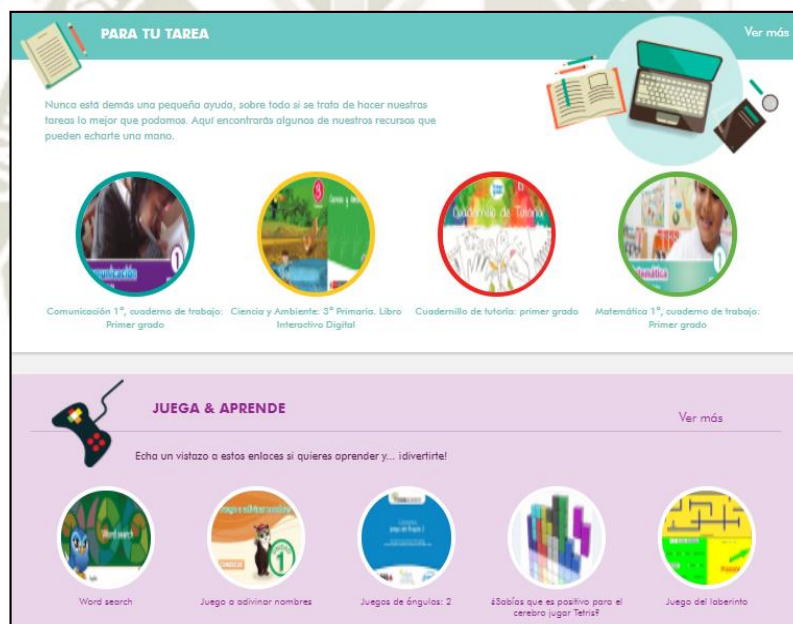 PARA TU TAREA
Ver más
Nunca está demás una pequeña ayuda, sobre todo si se trata de hacer nuestras
tareas lo mejor que podamos. Aquí encontrarás algunos de nuestros recursos que
pueden echarte una mano.
Comunicación 1°, cuaderno de trabajo:
Primer grado
Ciencia y Ambiente: 3° Primaria. Libro
Interactivo Digital
Cuadernillo de tutoría: primer grado
Matemática 1°, cuaderno de trabajo:
Primer grado
JUEGA & APRENDE
Ver más
Echa un vistazo a estos enlaces si quieres aprender y... ¡divertirte!
Word search
Word search
Juego a adivinar nombres
Juegos de ángulos: 2
¿Sabías que es positivo para el
cerebro jugar Tetris?
Juego del laberinto